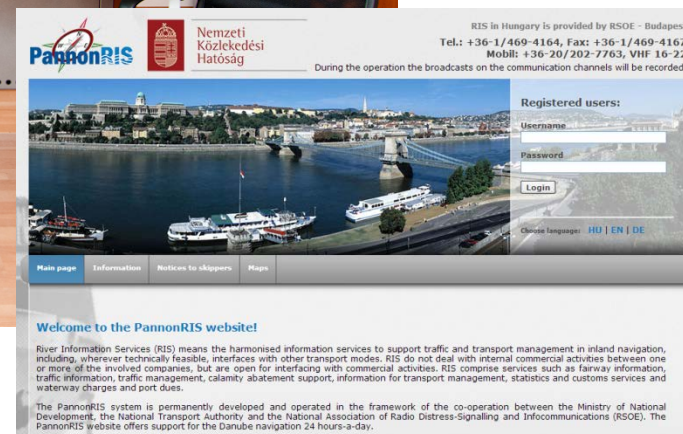 PannonRIS
Nemzeti
Közlekedési
Hatóság
RIS in Hungary is provided by RSOE - Budapest
Tel.: +36-1/469-4164, Fax: +36-1/469-4167
Mobil: +36-20/202-7763, VHF 16-22
During the operation the broadcasts on the communication channels will be recorded
Registered users:
Username
Password
Login
Choose language: HU | EN | DE
Main page Information Notices to skippers Maps
Welcome to the PannonRIS website!
River Information Services (RIS) means the harmonised information services to support traffic and transport management in inland navigation,
including, wherever technically feasible, interfaces with other transport modes. RIS do not deal with internal commercial activities between one
or more of the involved companies, but are open for interfacing with commercial activities. RIS comprise services such as fairway information,
traffic information, traffic management, calamity abatement support, information for transport management, statistics and customs services and
waterway charges and port dues.
The PannonRIS system is permanently developed and operated in the framework of the co-operation between the Ministry of National
Development, the National Transport Authority and the National Association of Radio Distress-Signalling and Infocommunications (RSOE). The
PannonRIS website offers support for the Danube navigation 24 hours-a-day.